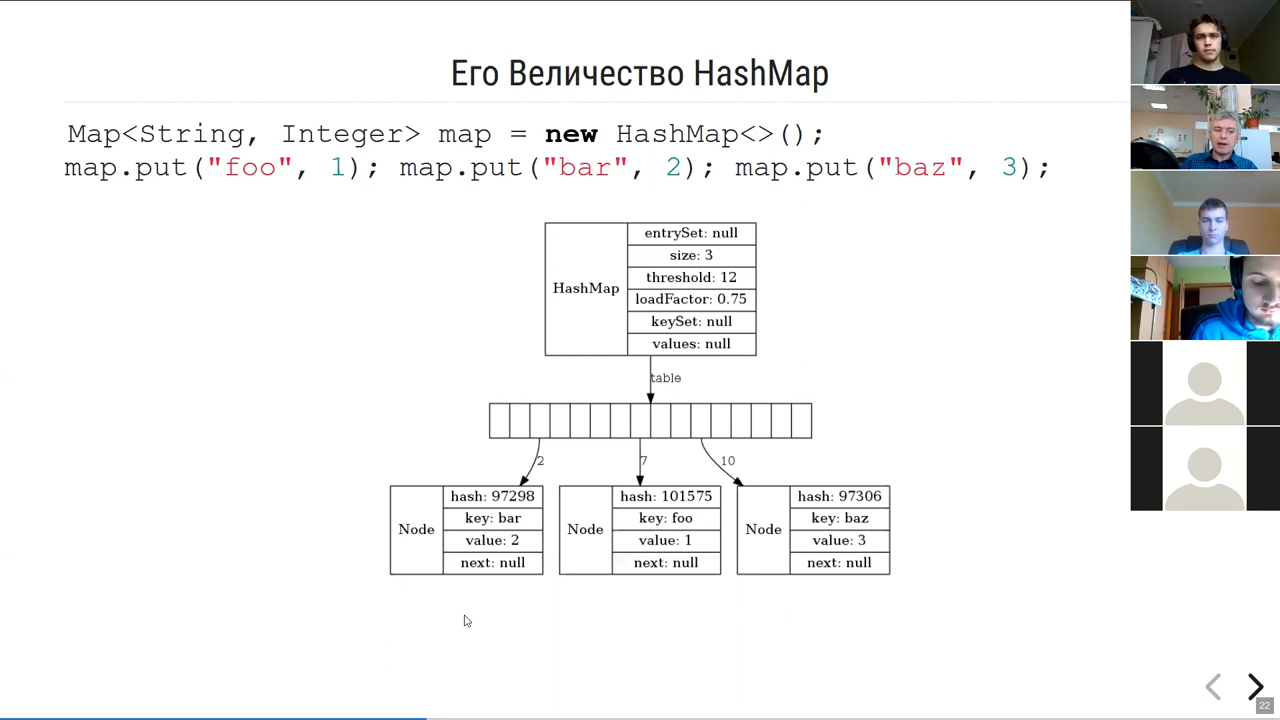 Его Величество HashMap
Map<String, Integer> map = new HashMap<>();
map.put("foo", 1); map.put("bar", 2); map.put("baz", 3);
HashMap
entrySet: null
size: 3
threshold: 12
loadFactor: 0.75
keySet: null
values: null
table
2
7
10
Node
hash: 97298
key: bar
value: 2
next: null
Node
hash: 101575
key: foo
value: 1
next: null
Node
hash: 97306
key: baz
value: 3
next: null
22